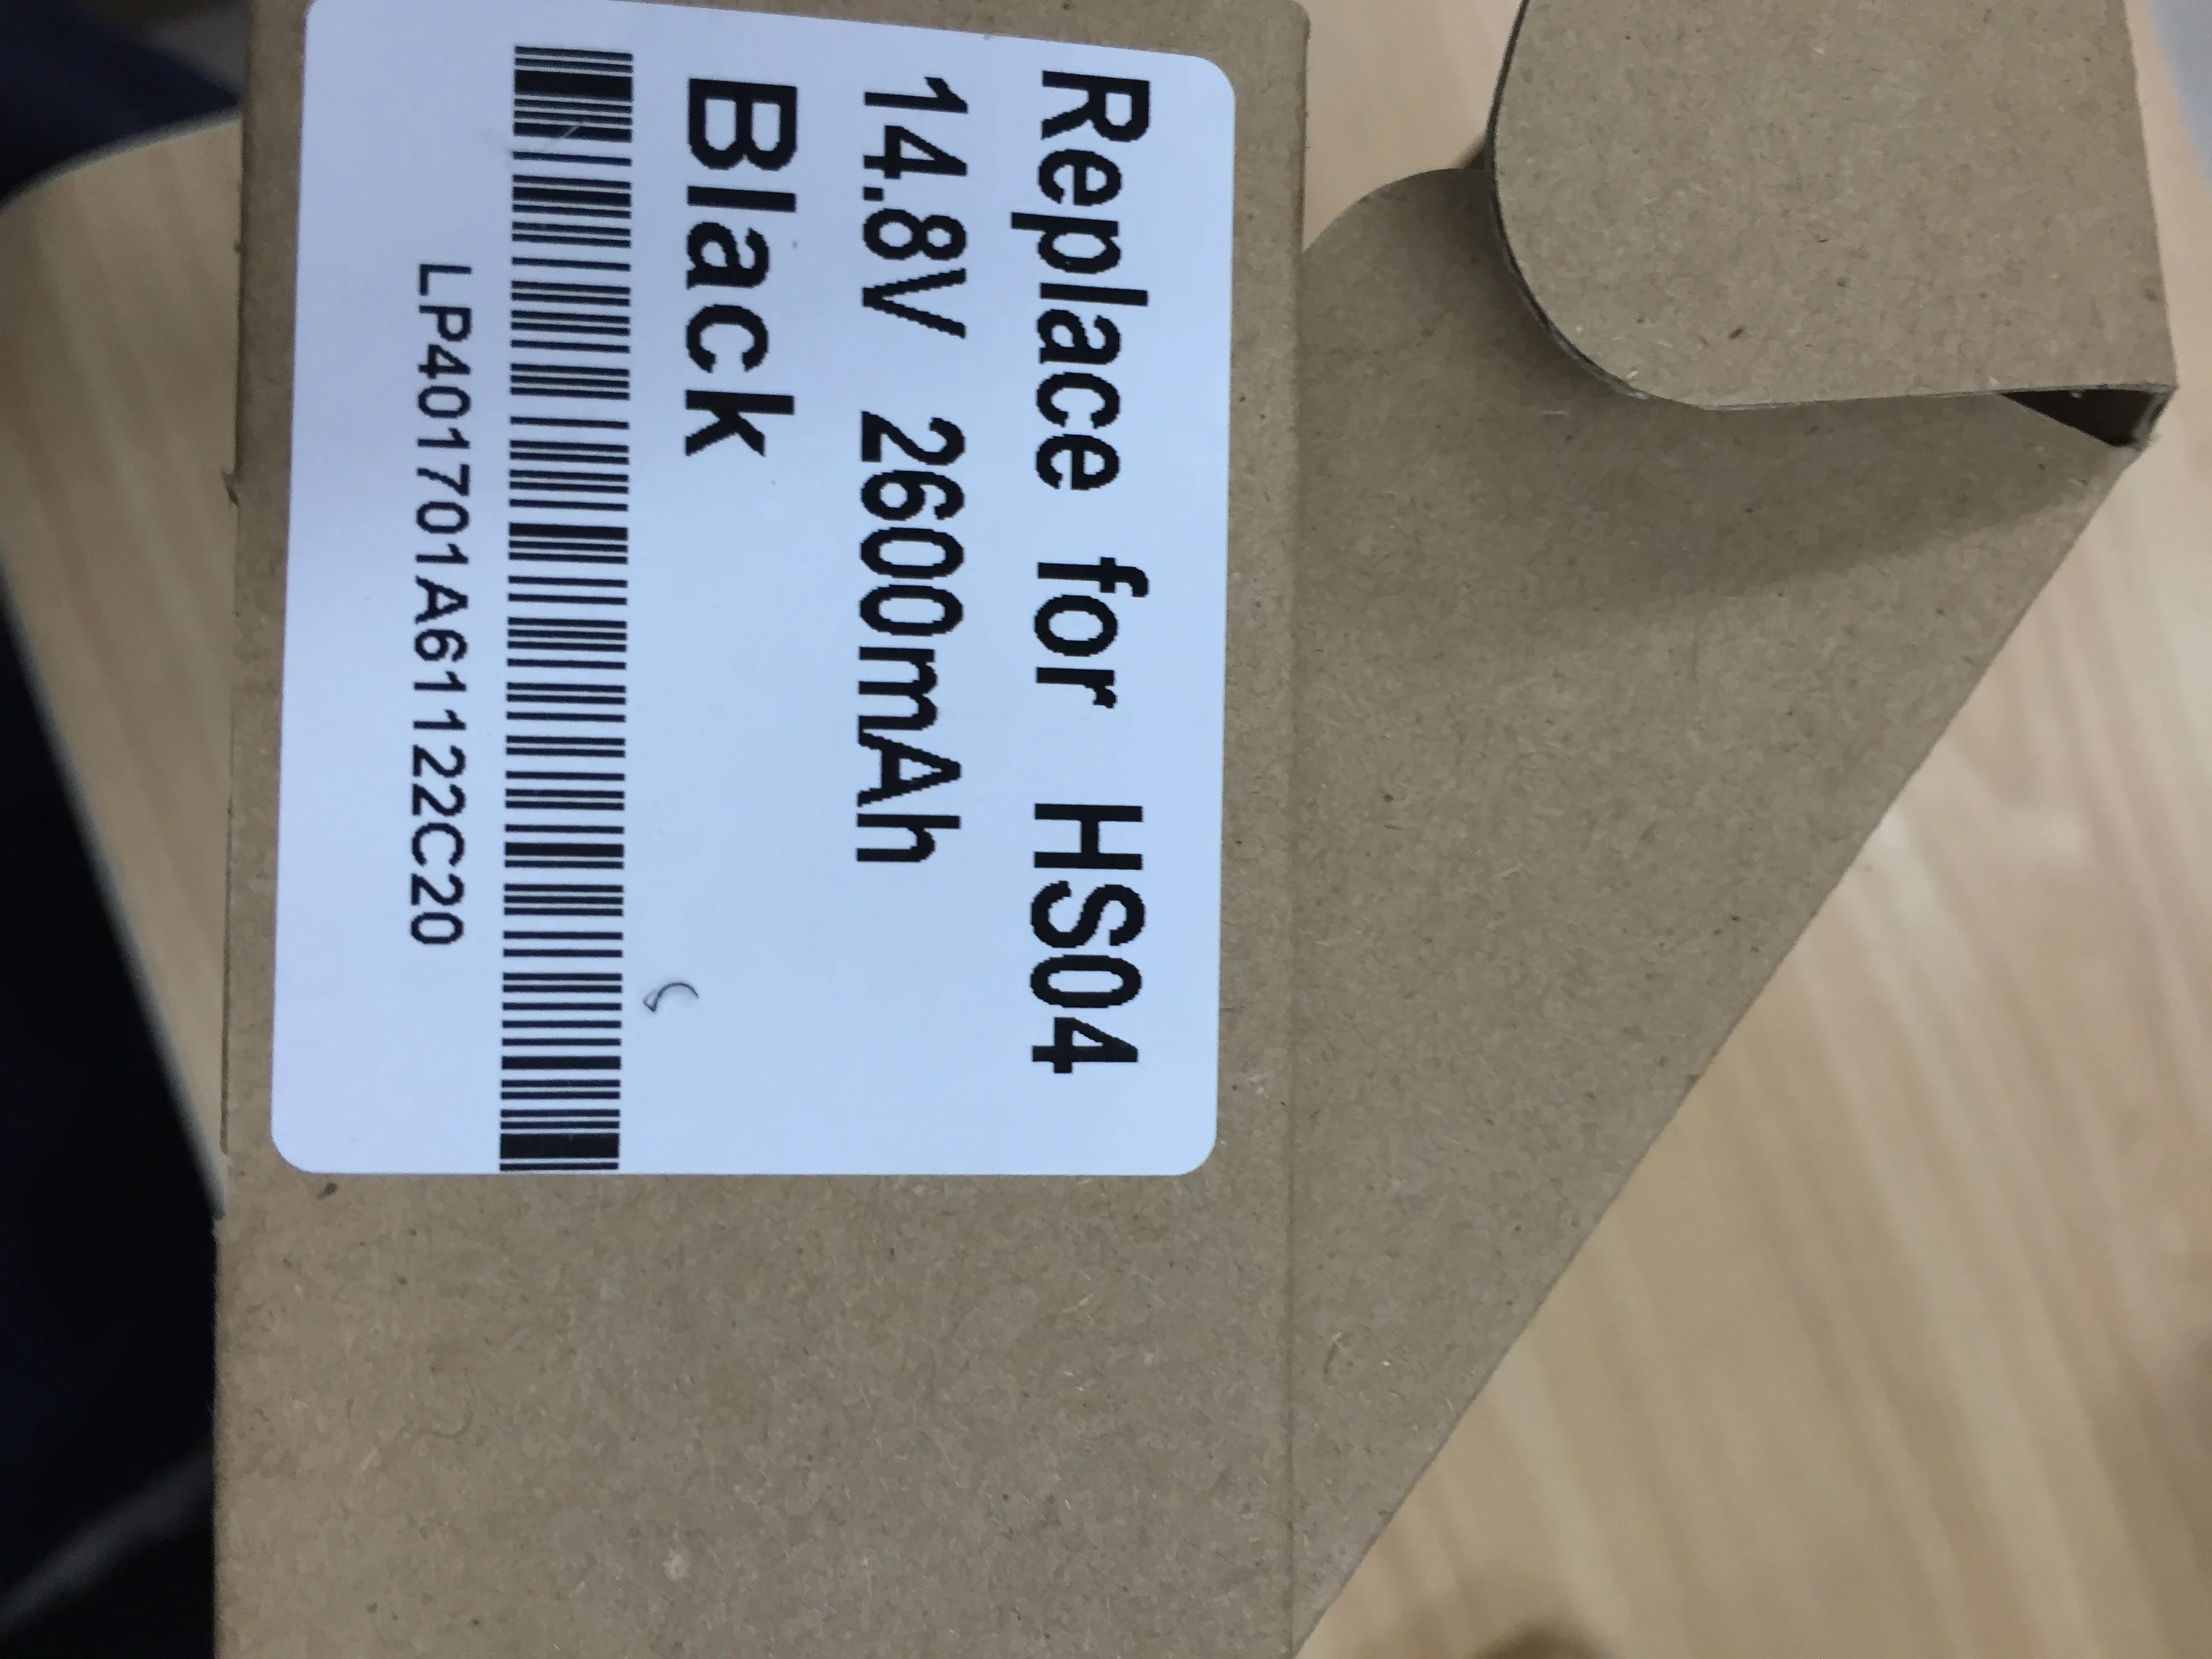 Replace for HS04
14.8V 2600mAh
Black
LP401701A61122C20